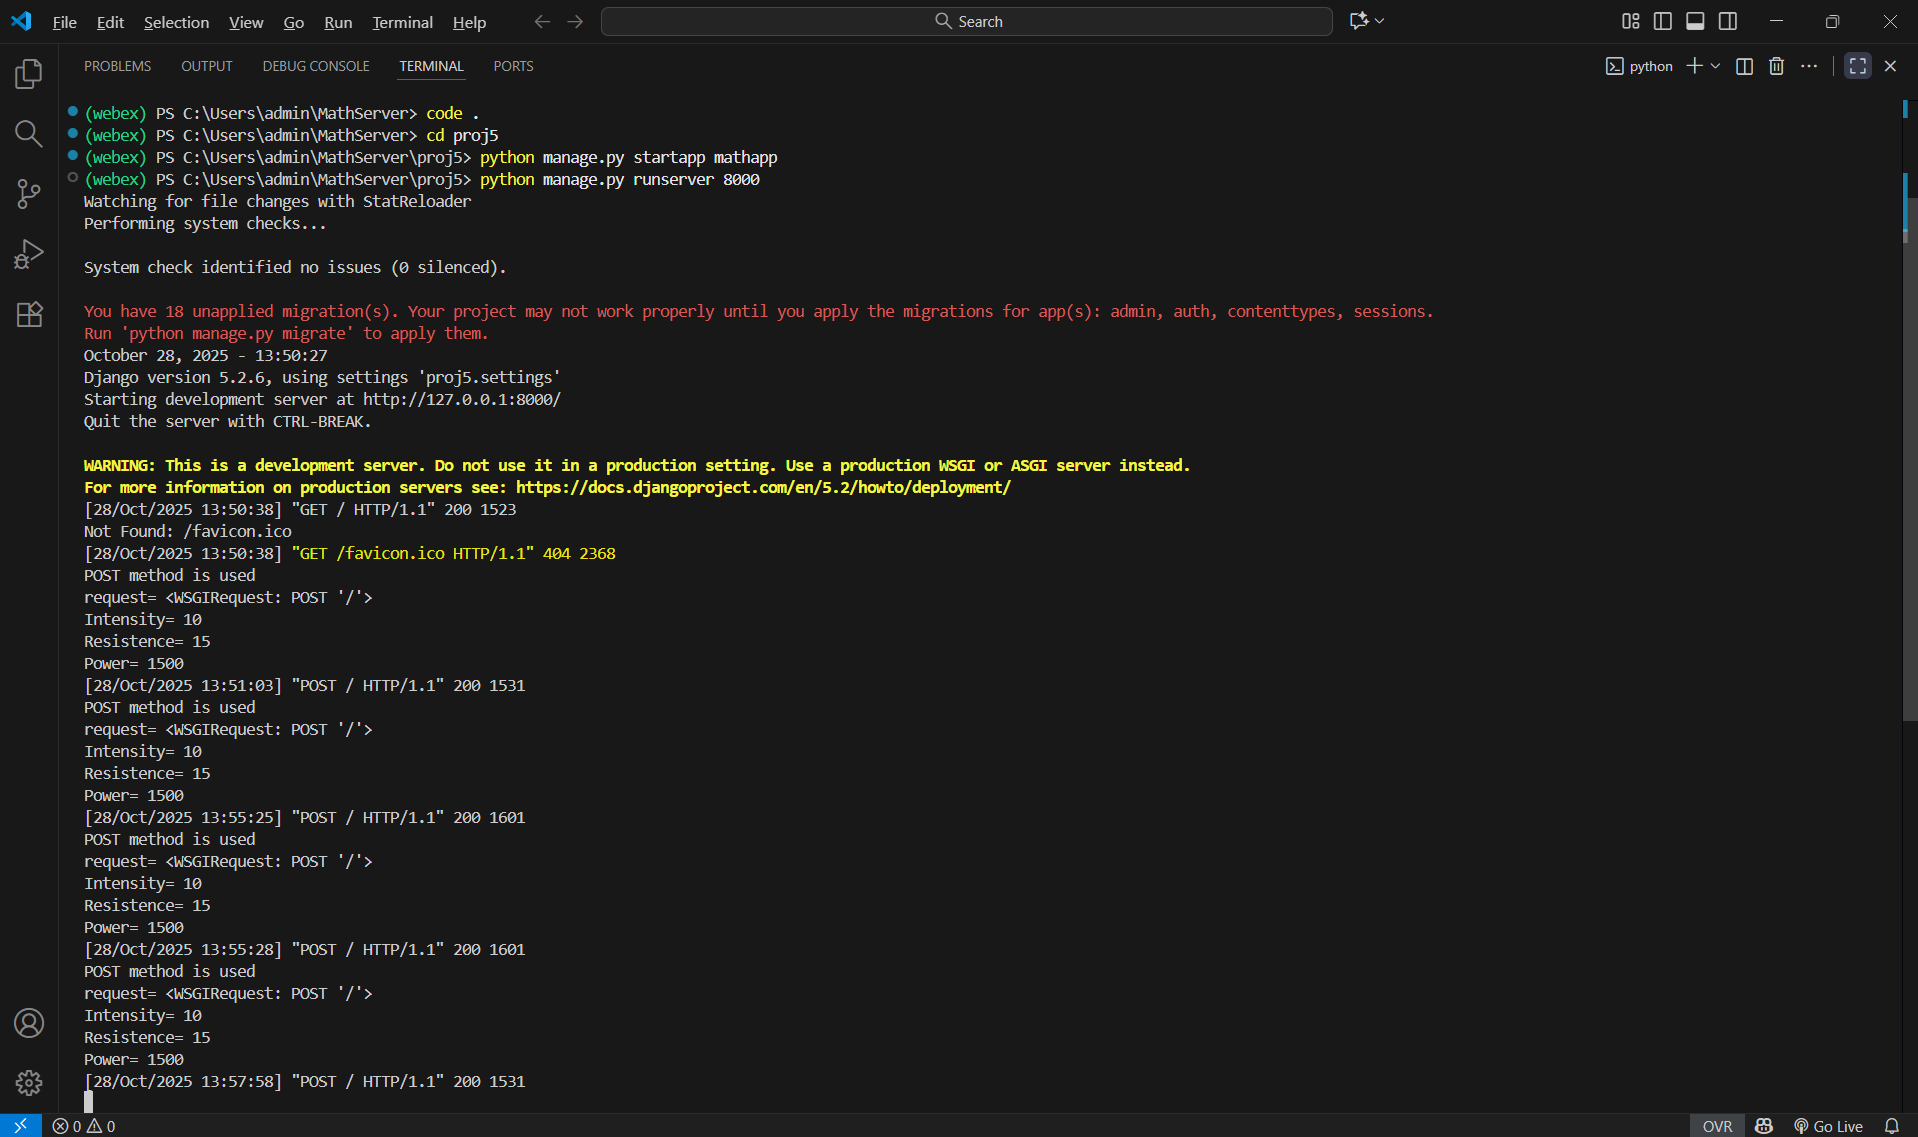 File Edit Selection View Go Run Terminal Help Search
PROBLEMS OUTPUT DEBUG CONSOLE TERMINAL PORTS python
(webex) PS C:\Users\admin\MathServer> code .
(webex) PS C:\Users\admin\MathServer> cd proj5
(webex) PS C:\Users\admin\MathServer\proj5> python manage.py startapp mathapp
(webex) PS C:\Users\admin\MathServer\proj5> python manage.py runserver 8000
Watching for file changes with StatReloader
Performing system checks...
System check identified no issues (0 silenced).
You have 18 unapplied migration(s). Your project may not work properly until you apply the migrations for app(s): admin, auth, contenttypes, sessions.
Run 'python manage.py migrate' to apply them.
October 28, 2025 - 13:50:27
Django version 5.2.6, using settings 'proj5.settings'
Starting development server at http://127.0.0.1:8000/
Quit the server with CTRL-BREAK.
WARNING: This is a development server. Do not use it in a production setting. Use a production WSGI or ASGI server instead.
For more information on production servers see: https://docs.djangoproject.com/en/5.2/howto/deployment/
[28/Oct/2025 13:50:38] "GET / HTTP/1.1" 200 1523
Not Found: /favicon.ico
[28/Oct/2025 13:50:38] "GET /favicon.ico HTTP/1.1" 404 2368
POST method is used
request= <WSGIRequest: POST '/'>
Intensity= 10
Resistence= 15
Power= 1500
[28/Oct/2025 13:51:03] "POST / HTTP/1.1" 200 1531
POST method is used
request= <WSGIRequest: POST '/'>
Intensity= 10
Resistence= 15
Power= 1500
[28/Oct/2025 13:55:25] "POST / HTTP/1.1" 200 1601
POST method is used
request= <WSGIRequest: POST '/'>
Intensity= 10
Resistence= 15
Power= 1500
[28/Oct/2025 13:55:28] "POST / HTTP/1.1" 200 1601
POST method is used
request= <WSGIRequest: POST '/'>
Intensity= 10
Resistence= 15
Power= 1500
[28/Oct/2025 13:57:58] "POST / HTTP/1.1" 200 1531
0 0 OVR Go Live